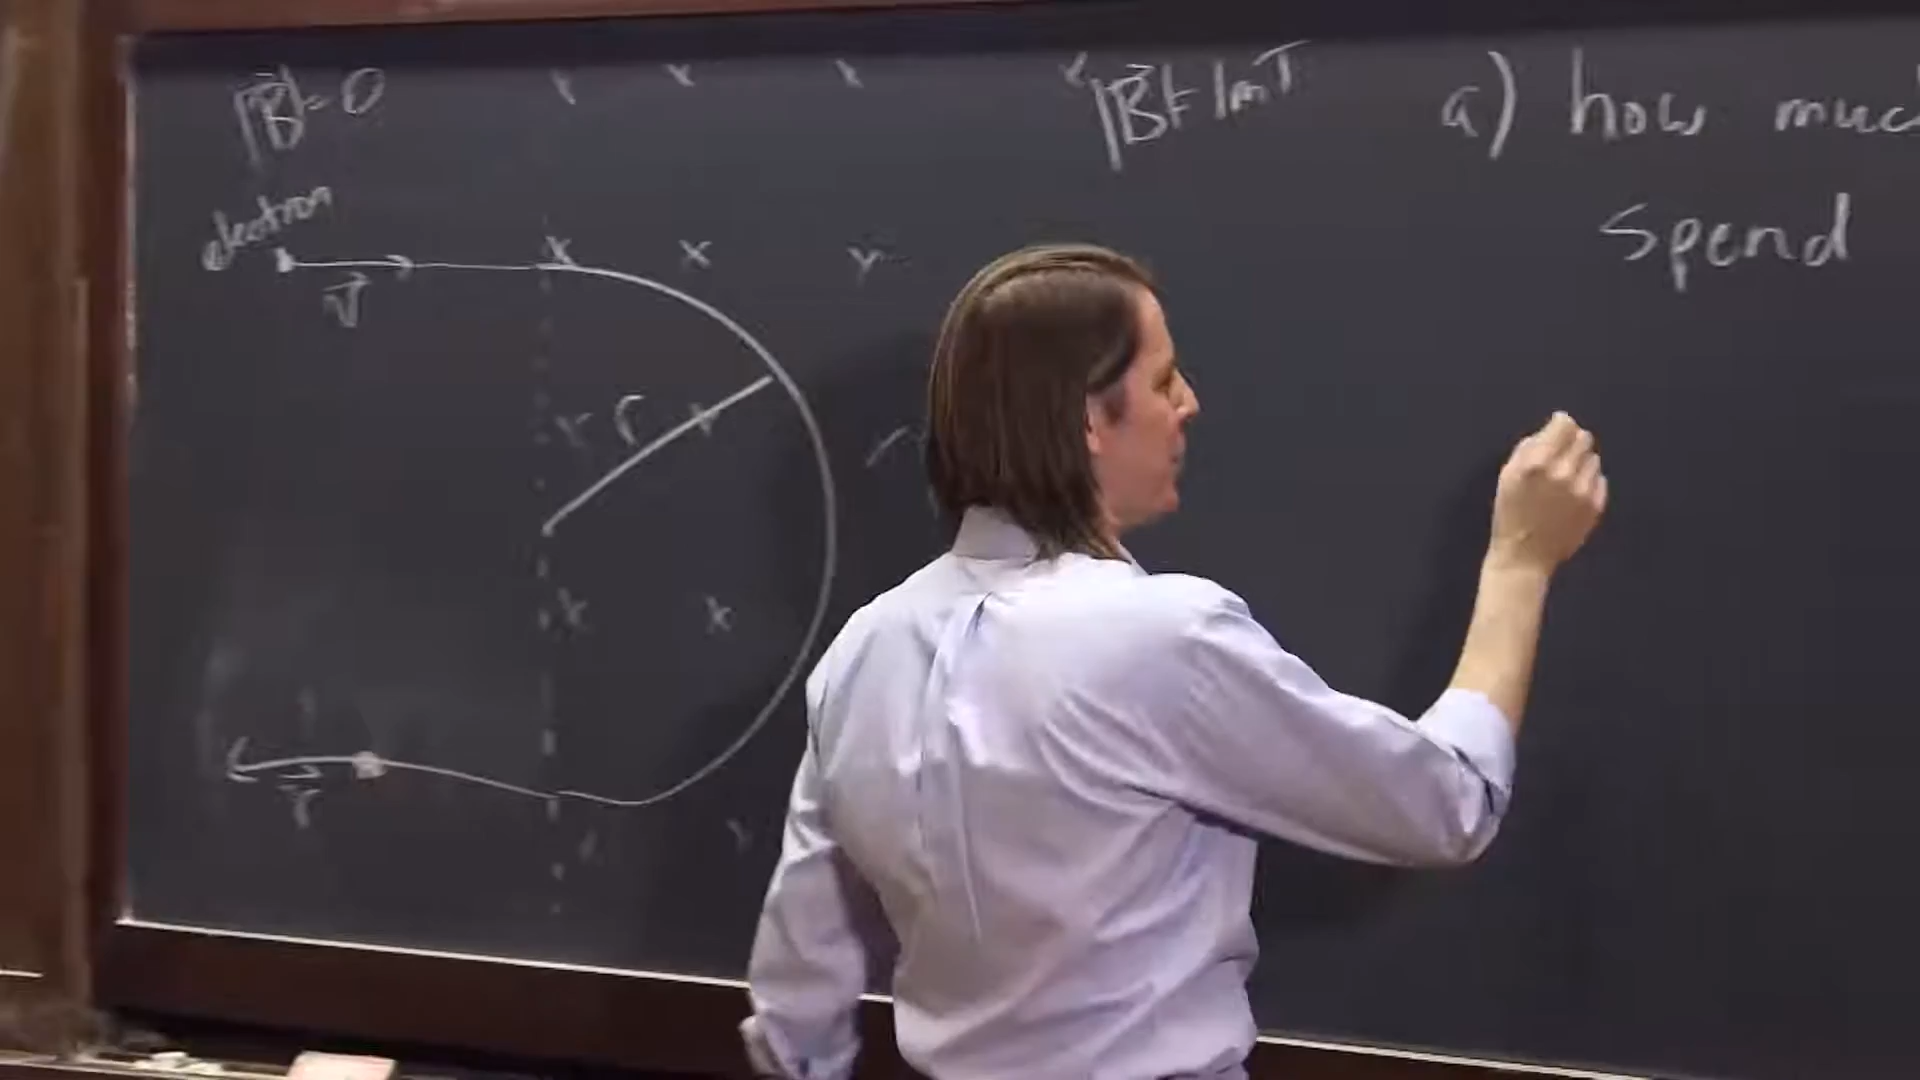 |B⃗| = 0
x x x x
|B⃗| = 1mT
electron
v⃗
x x x
x r x
x x
v⃗
x
a) how muc
spend